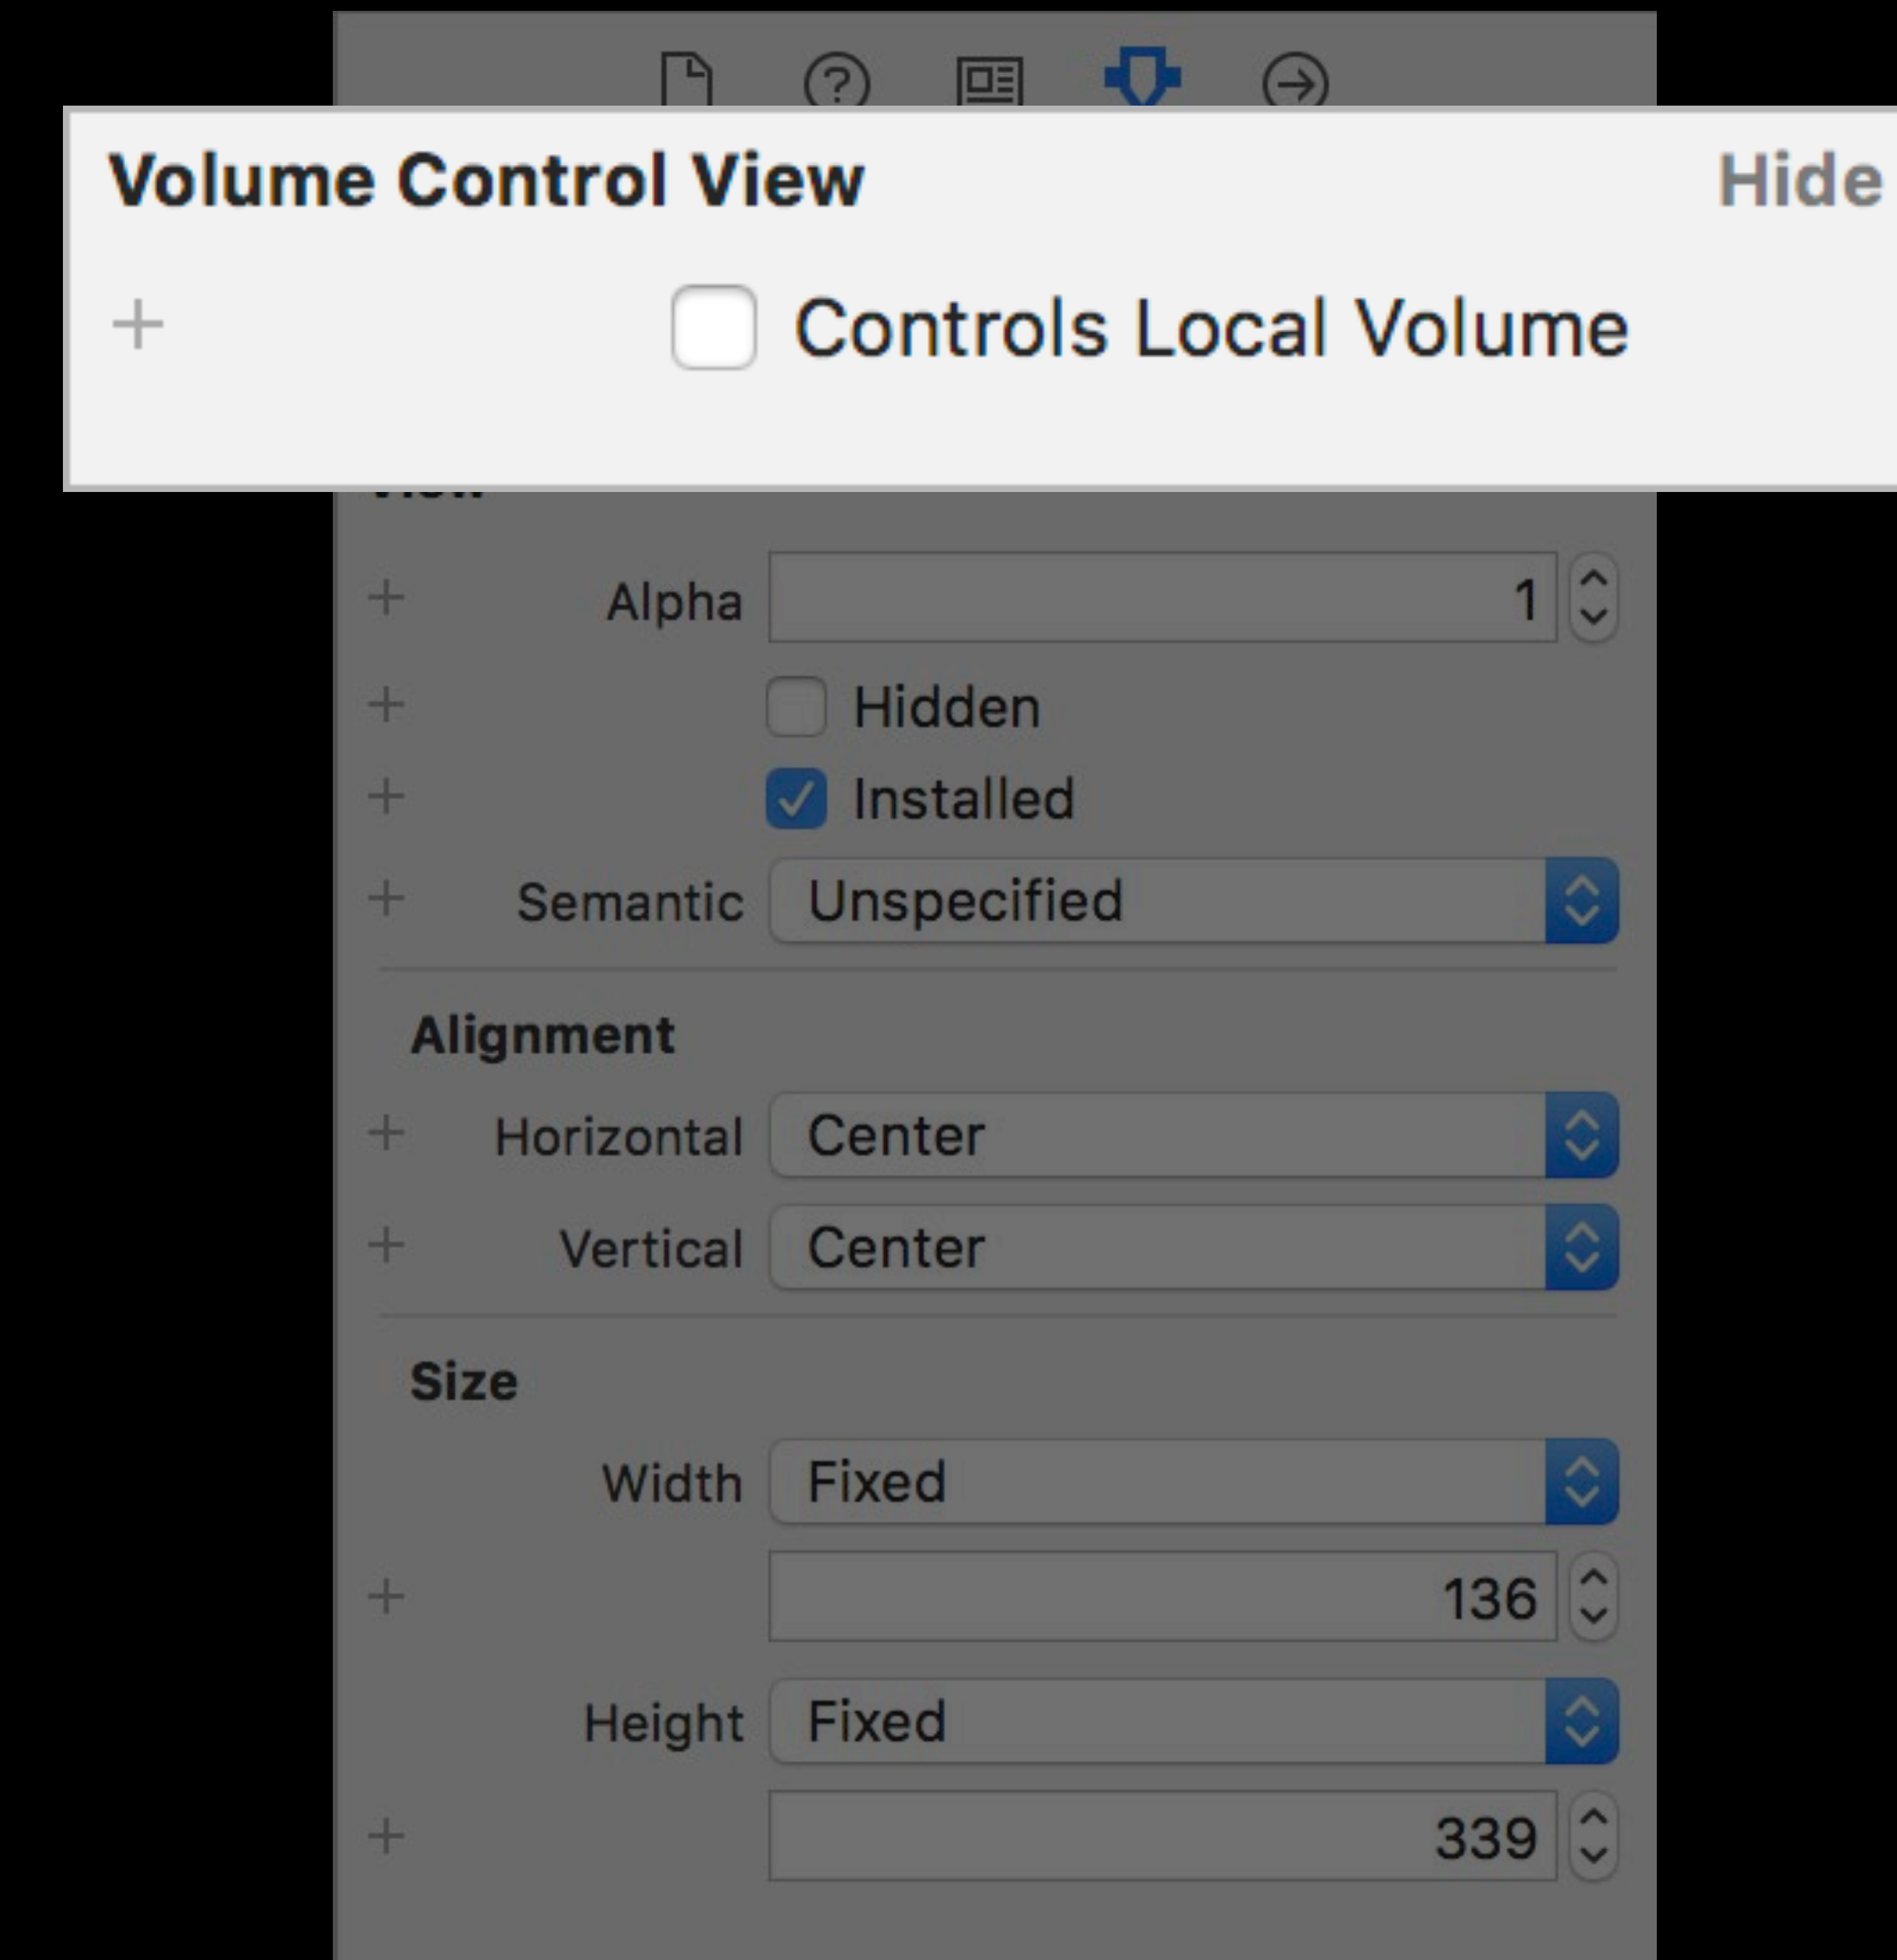 Volume Control View Hide
Controls Local Volume
View
Alpha 1
Hidden
Installed
Semantic Unspecified
Alignment
Horizontal Center
Vertical Center
Size
Width Fixed
136
Height Fixed
339